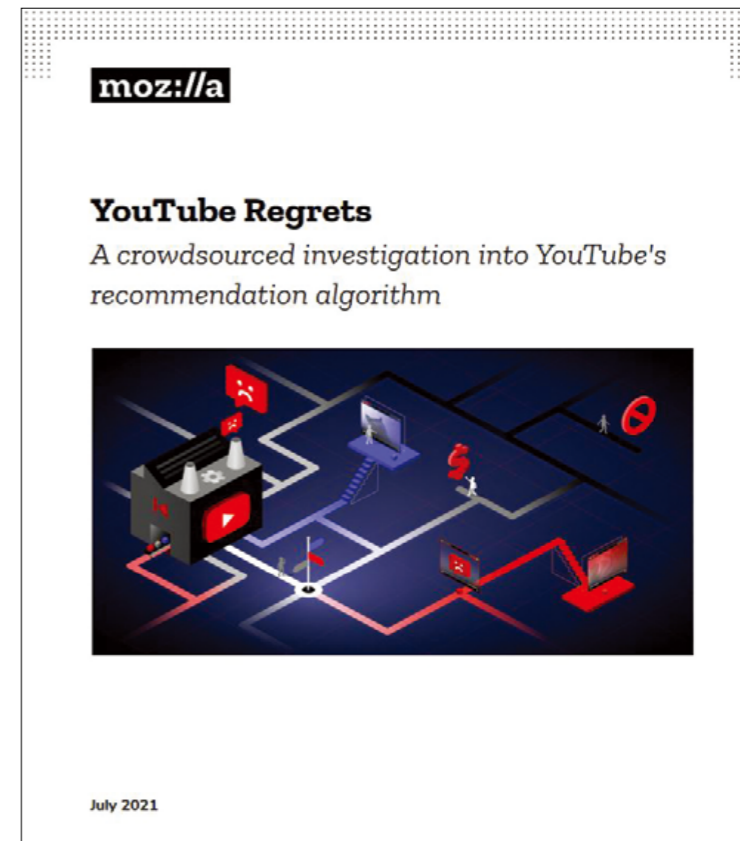 moz://a
YouTube Regrets
A crowdsourced investigation into YouTube's
recommendation algorithm
July 2021